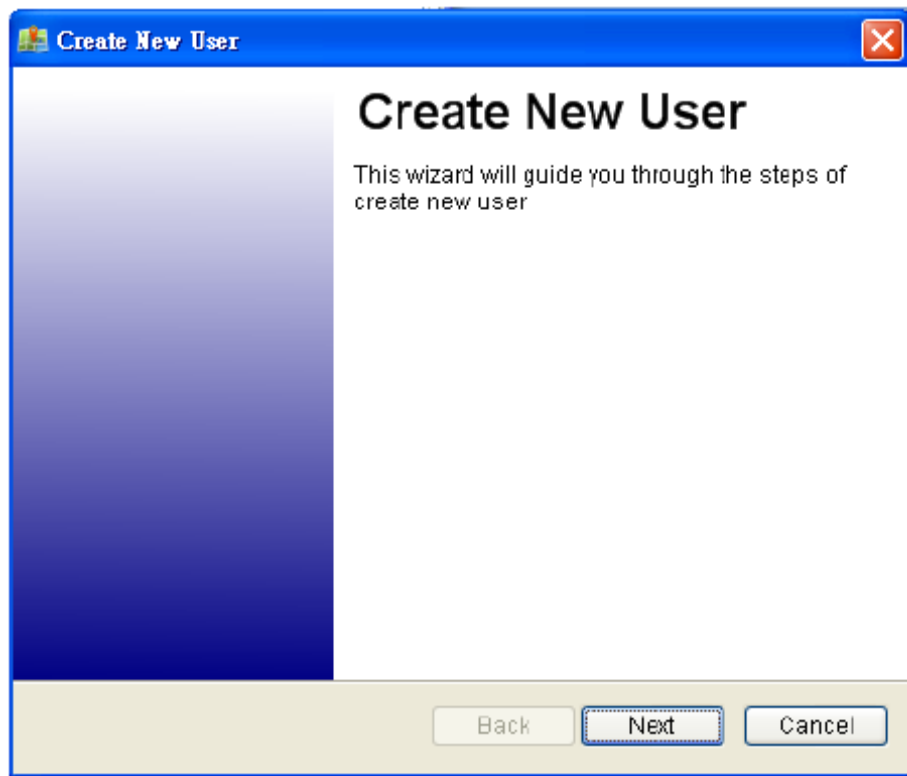 Create New User
Create New User
This wizard will guide you through the steps of
create new user
Back
Next
Cancel